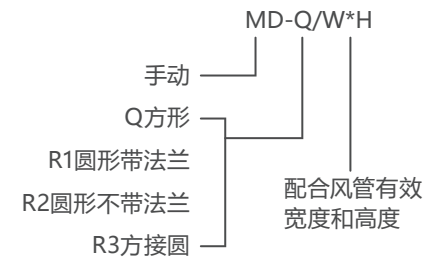 MD-Q/W*H
手动
Q方形
R1圆形带法兰
R2圆形不带法兰
R3方接圆
配合风管有效
宽度和高度